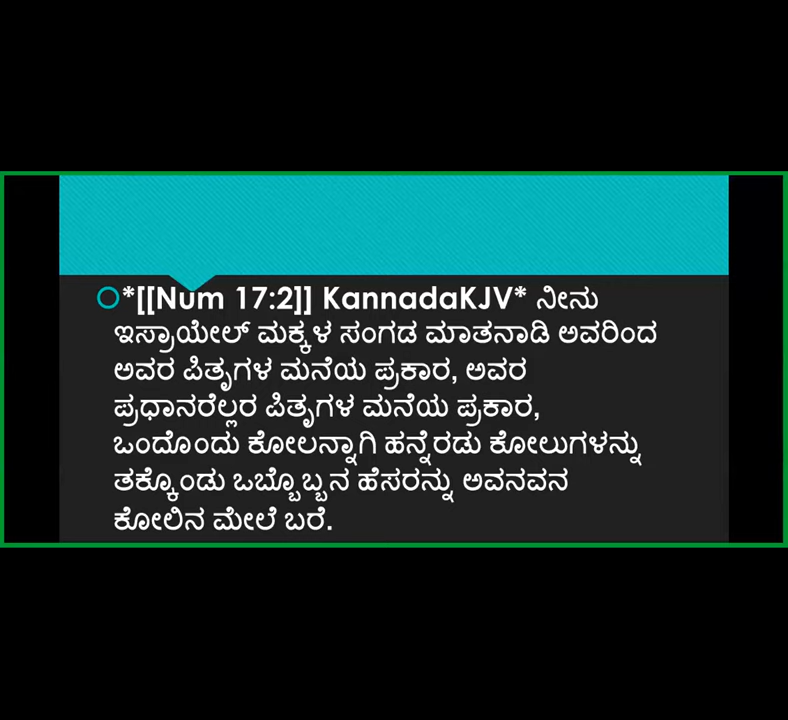 *[[Num 17:2]] KannadaKJV* ನೀನು
ಇಸ್ರಾಯೇಲ್ ಮಕ್ಕಳ ಸಂಗಡ ಮಾತನಾಡಿ ಅವರಿಂದ
ಅವರ ಪಿತೃಗಳ ಮನೆಯ ಪ್ರಕಾರ, ಅವರ
ಪ್ರಧಾನರೆಲ್ಲರ ಪಿತೃಗಳ ಮನೆಯ ಪ್ರಕಾರ,
ಒಂದೊಂದು ಕೋಲನ್ನಾಗಿ ಹನ್ನೆರಡು ಕೋಲುಗಳನ್ನು
ತಕ್ಕೊಂಡು ಒಬ್ಬೊಬ್ಬನ ಹೆಸರನ್ನು ಅವನವನ
ಕೋಲಿನ ಮೇಲೆ ಬರೆ.